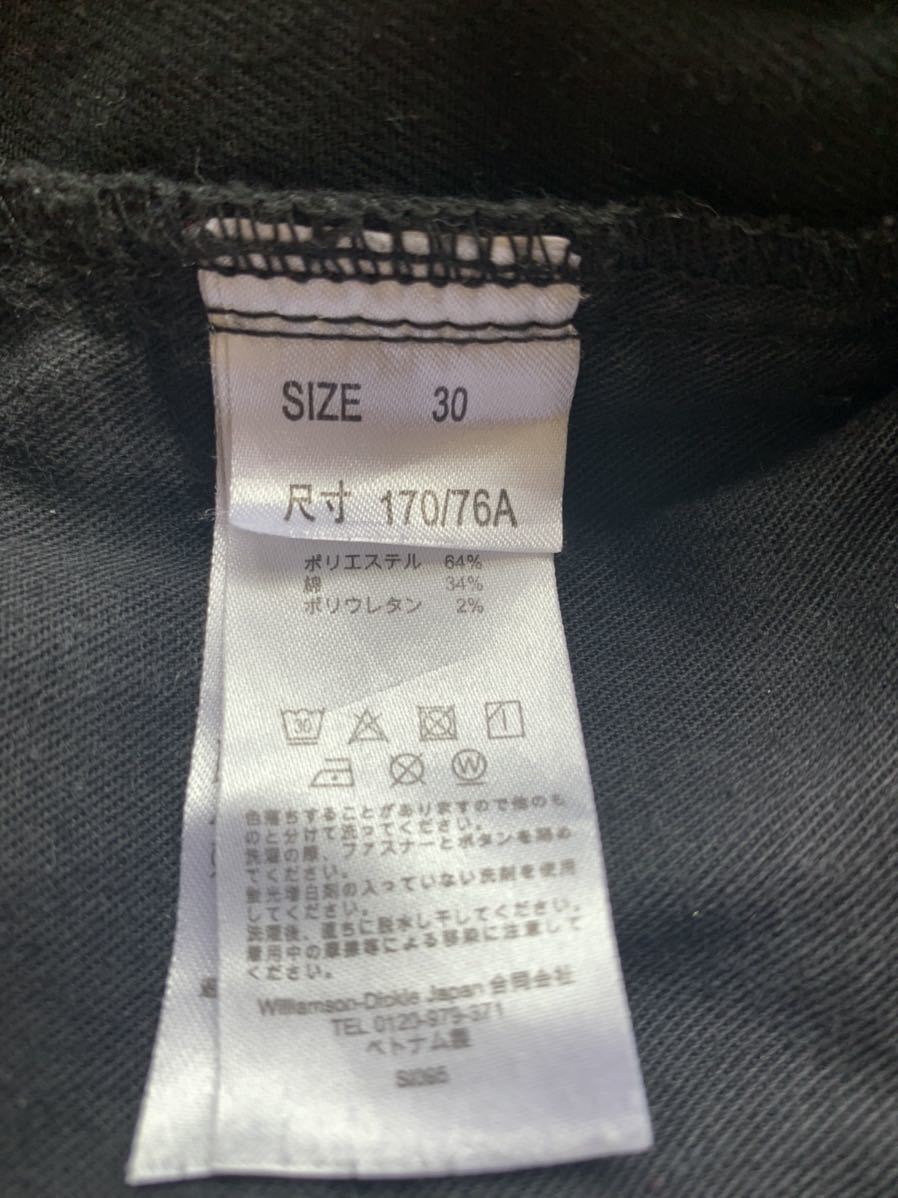 SIZE 30
尺寸 170/76A
ポリエステル 64%
綿 34%
ポリウレタン 2%
30
W
色落ちすることがありますので他のも
のと分けて洗ってください。
洗濯の際、ファスナーとボタンを留め
てください。
蛍光増白剤の入っていない洗剤を使用
してください。
洗濯後、直ちに脱水し干してください。
着用中の摩擦等による移染に注意して
ください。
Williamson-Dickie Japan 合同会社
TEL 0120-979-371
ベトナム製